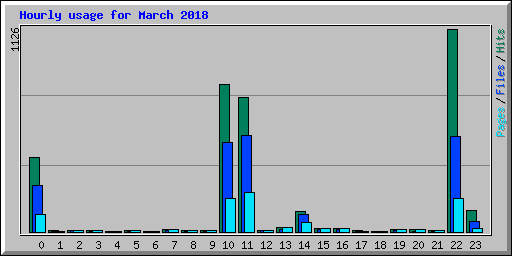 Hourly usage for March 2018
1126
Pages/Files/Hits
0 1 2 3 4 5 6 7 8 9 10 11 12 13 14 15 16 17 18 19 20 21 22 23